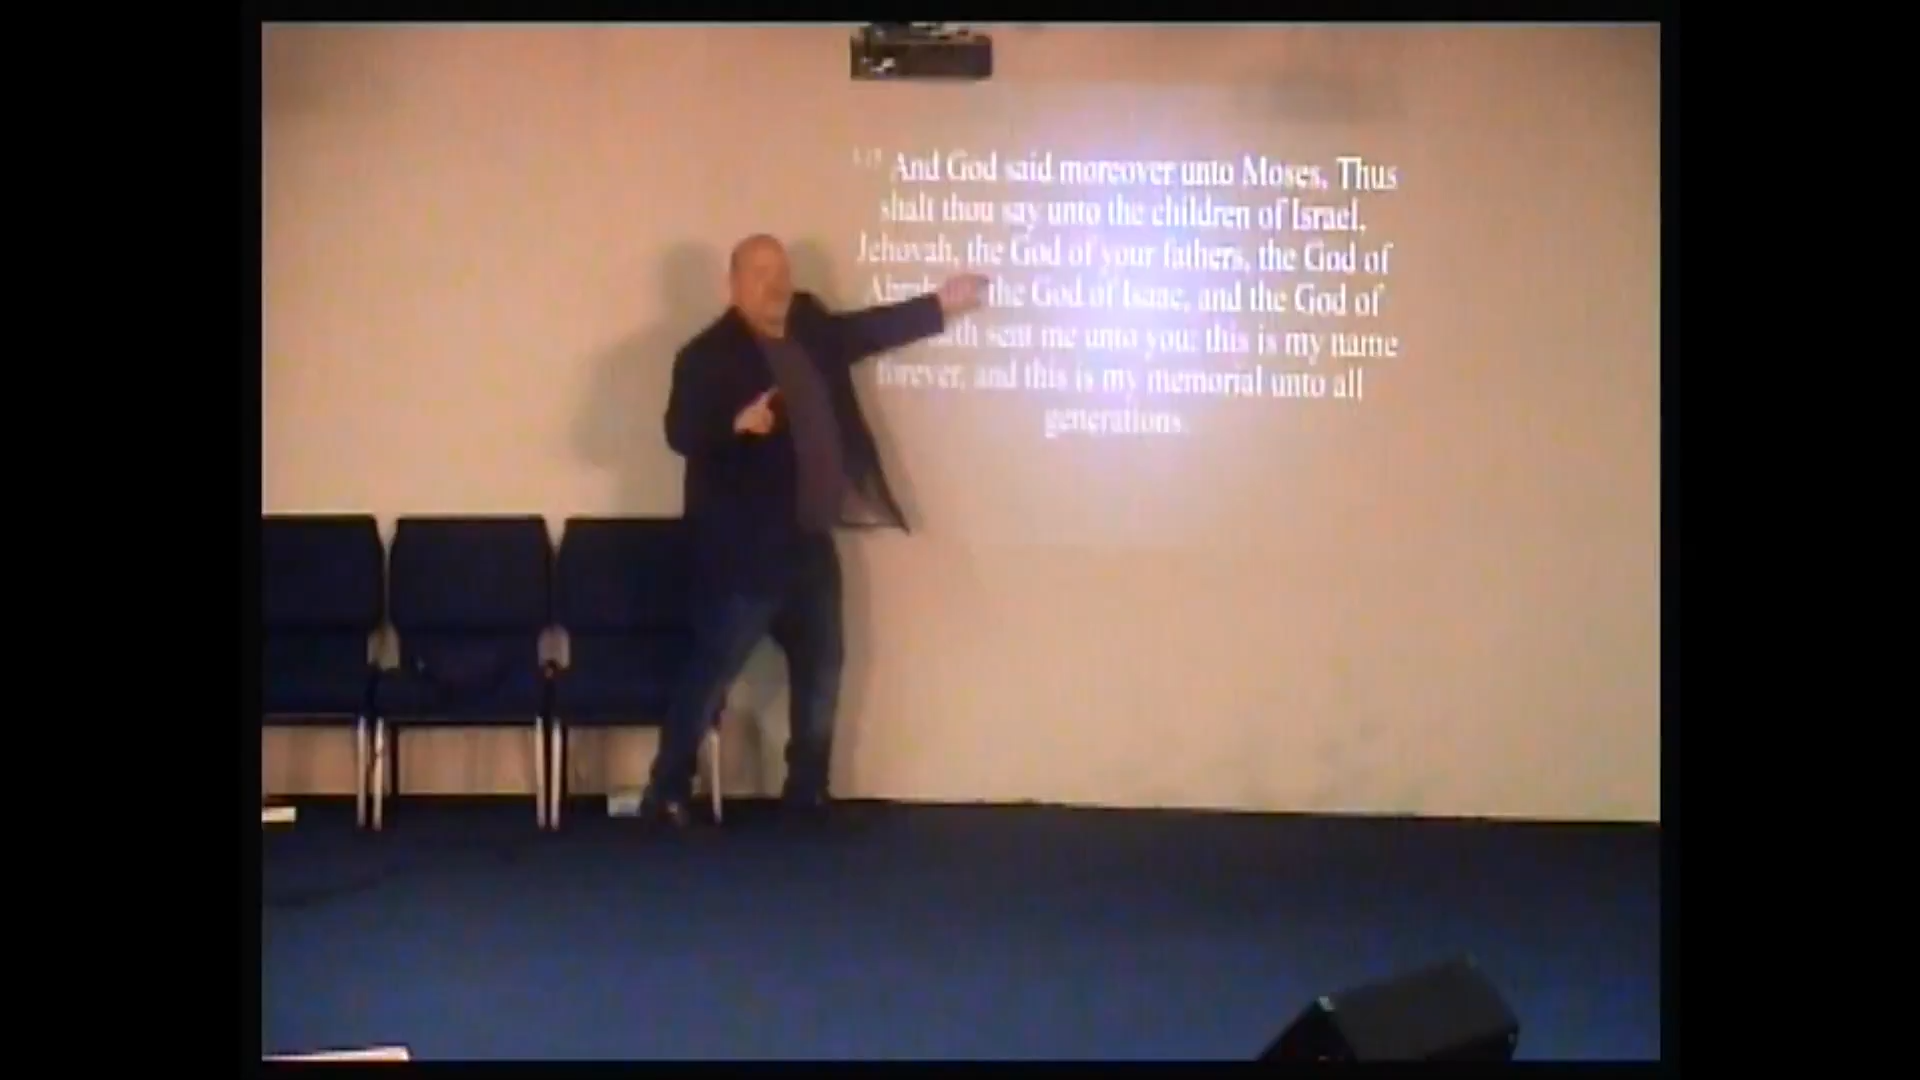 And God said moreover unto Moses, Thus
shalt thou say unto the children of Israel,
Jehovah, the God of your fathers, the God of
the God of Isaac, and the God of
sent me unto you: this is my name
forever, and this is my memorial unto all
generations.